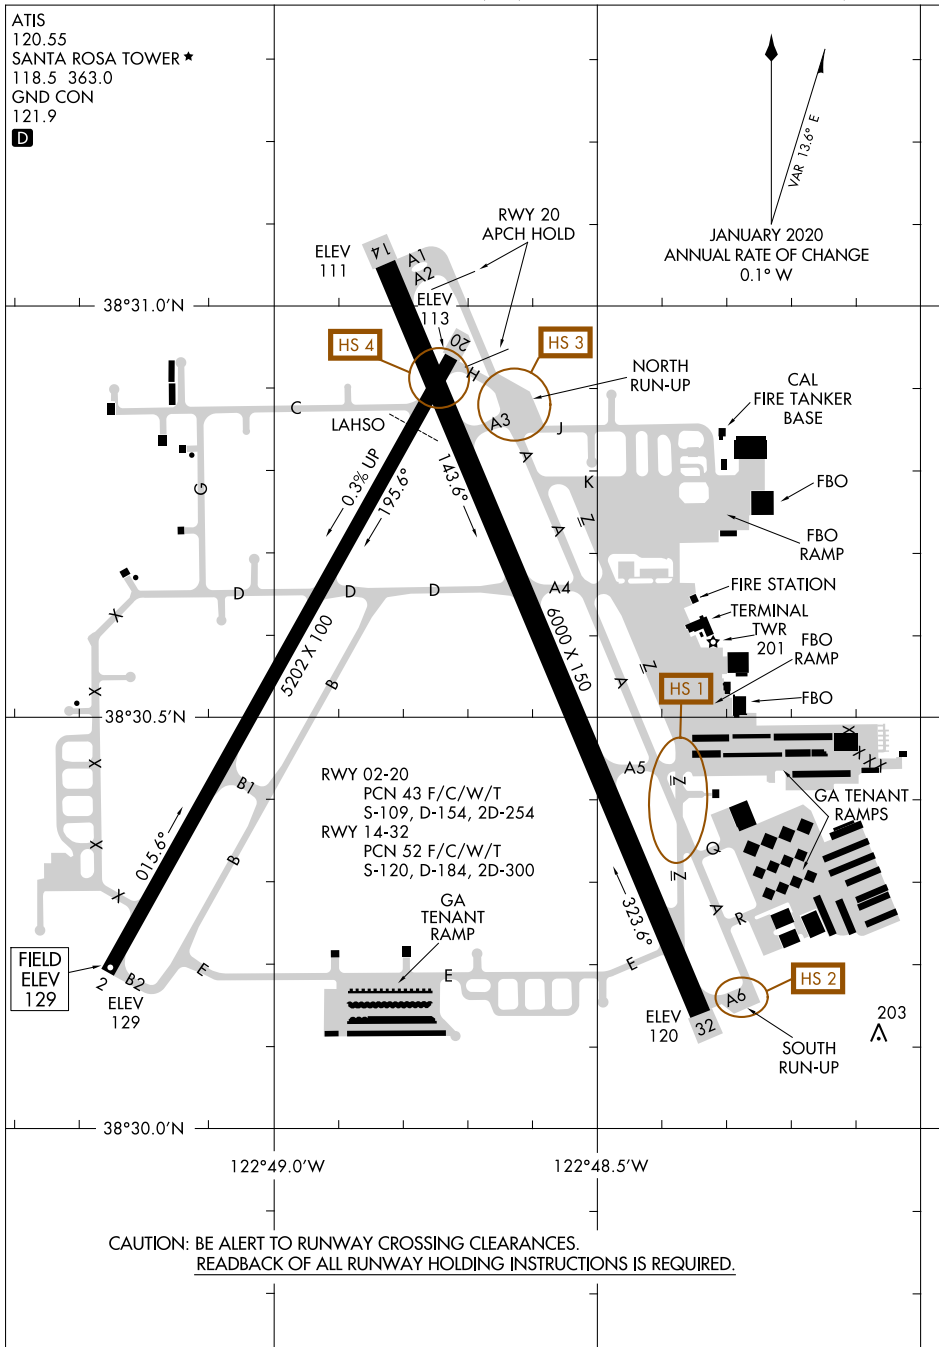 ATIS
120.55
SANTA ROSA TOWER★
118.5 363.0
GND CON
121.9
D
VAR 13.6° E
JANUARY 2020
ANNUAL RATE OF CHANGE
0.1° W
RWY 20
APCH HOLD
ELEV
111
14
A1
A2
38°31.0'N
ELEV
113
20
HS 4
HS 3
H
NORTH
RUN-UP
CAL
FIRE TANKER
BASE
C
LAHSO
A3
J
A
0.3% UP
195.6°
143.6°
K
G
FBO
A
Z
FBO
RAMP
D
D
D
A4
FIRE STATION
TERMINAL
TWR
201
X
5202 X 100
6000 X 150
B
A
Z
FBO
RAMP
HS 1
FBO
X
38°30.5'N
X
X
X
X
RWY 02-20
PCN 43 F/C/W/T
S-109, D-154, 2D-254
RWY 14-32
PCN 52 F/C/W/T
S-120, D-184, 2D-300
A5
Z
B1
GA TENANT
RAMPS
015.6°
X
B
Q
Z
X
323.6°
A
R
GA
TENANT
RAMP
FIELD
ELEV
129
2
B2
E
E
E
ELEV
129
HS 2
A6
ELEV
120
32
203
SOUTH
RUN-UP
38°30.0'N
122°49.0'W
122°48.5'W
CAUTION: BE ALERT TO RUNWAY CROSSING CLEARANCES.
READBACK OF ALL RUNWAY HOLDING INSTRUCTIONS IS REQUIRED.